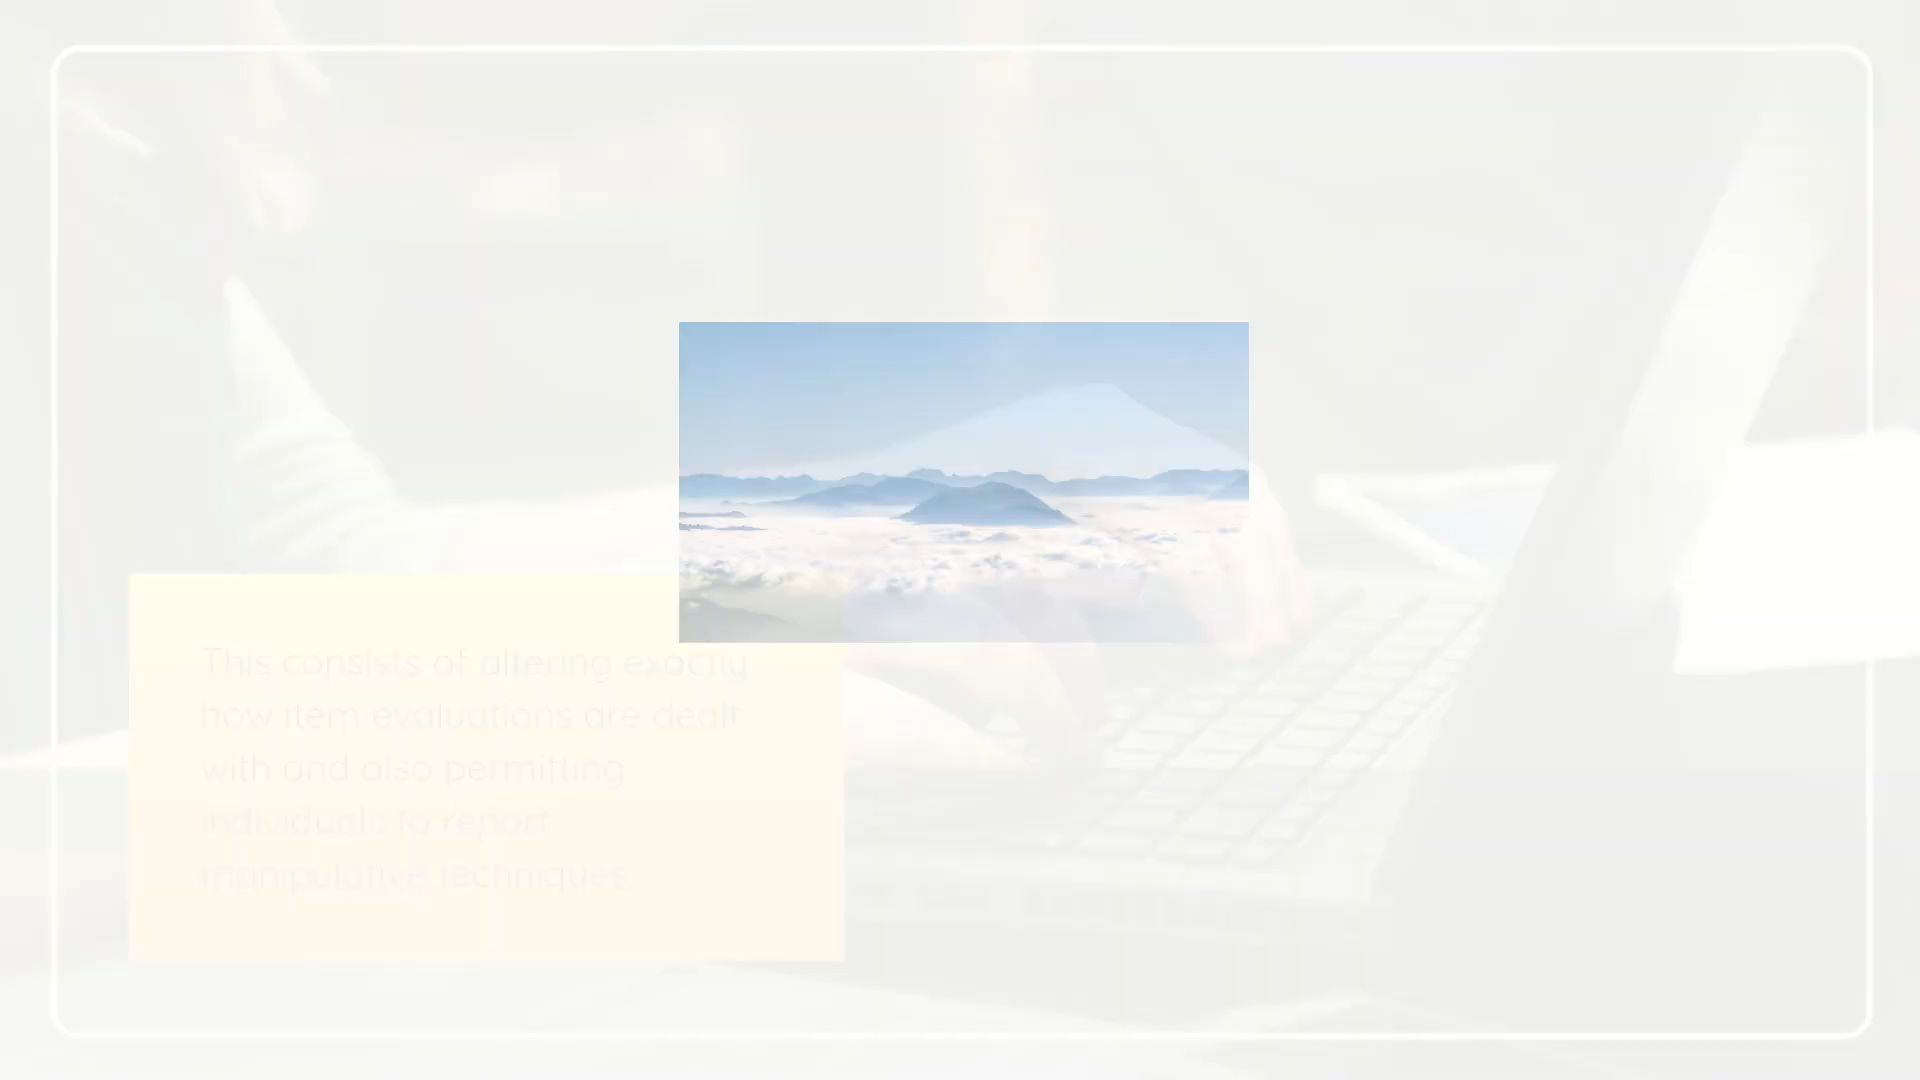 This consists of altering exactly
how item evaluations are dealt
with and also permitting
individuals to report
manipulative techniques.